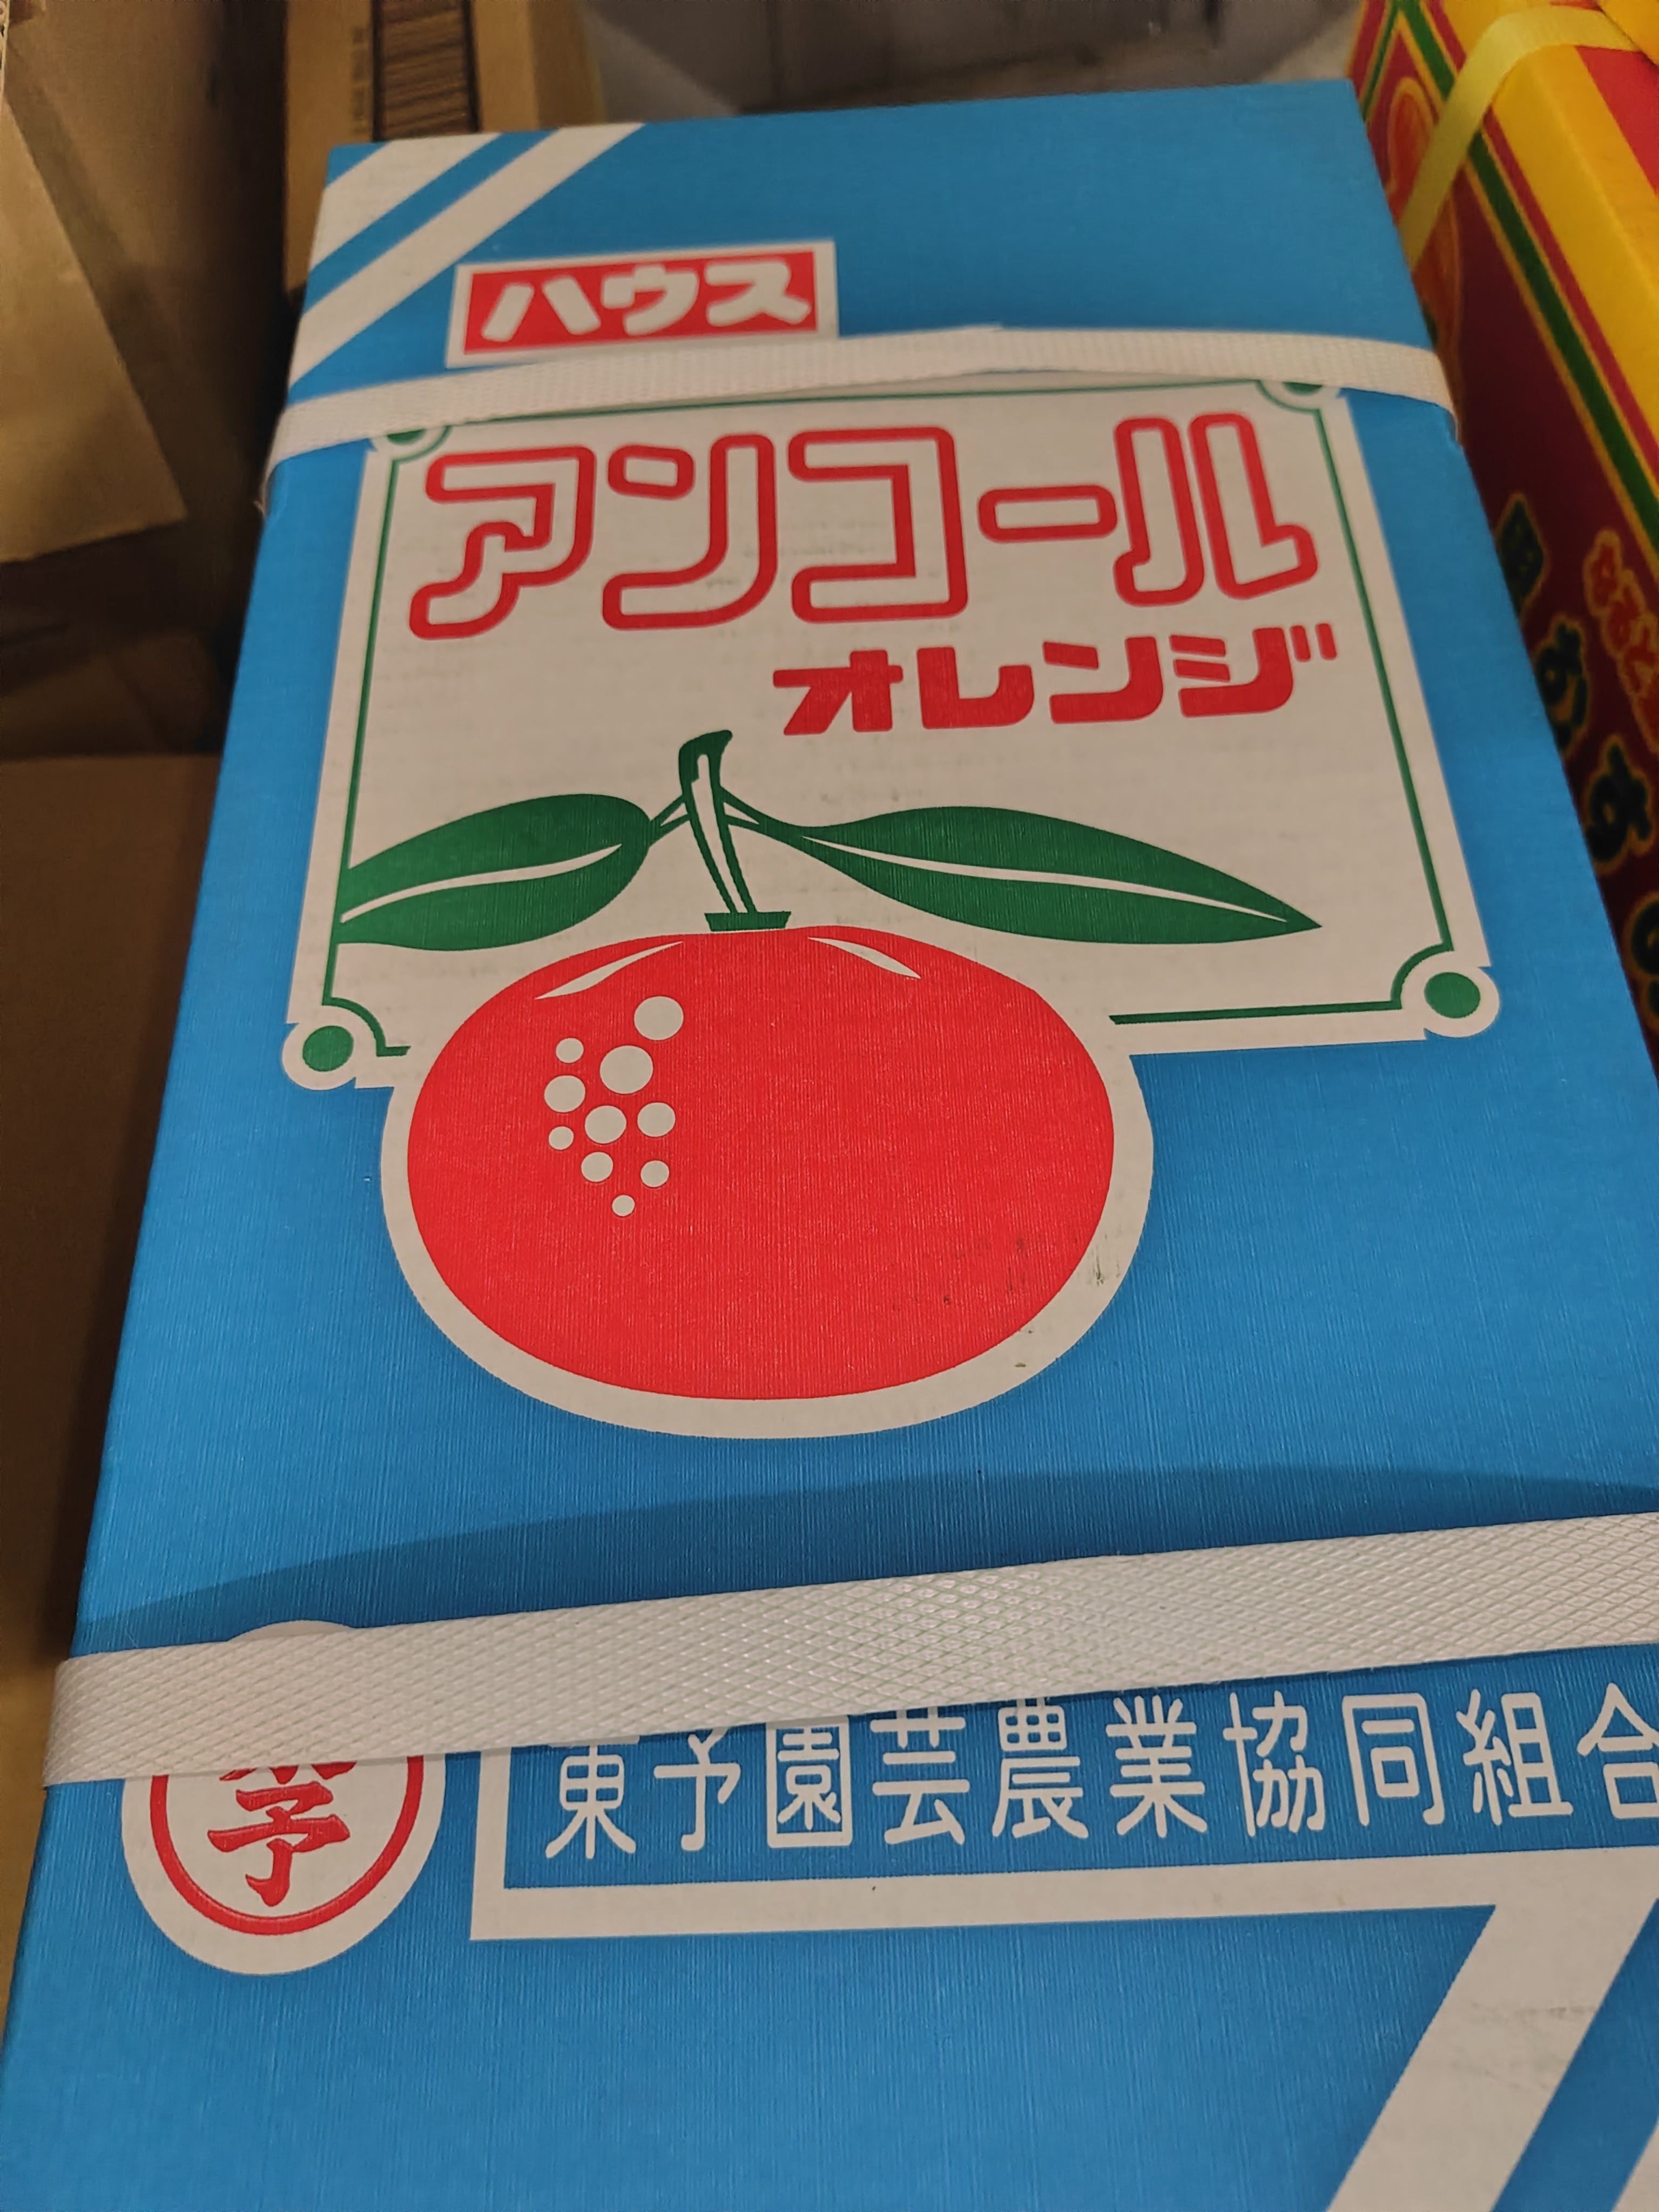 ハウス
アンコール
オレンジ
東予園芸農業協同組合